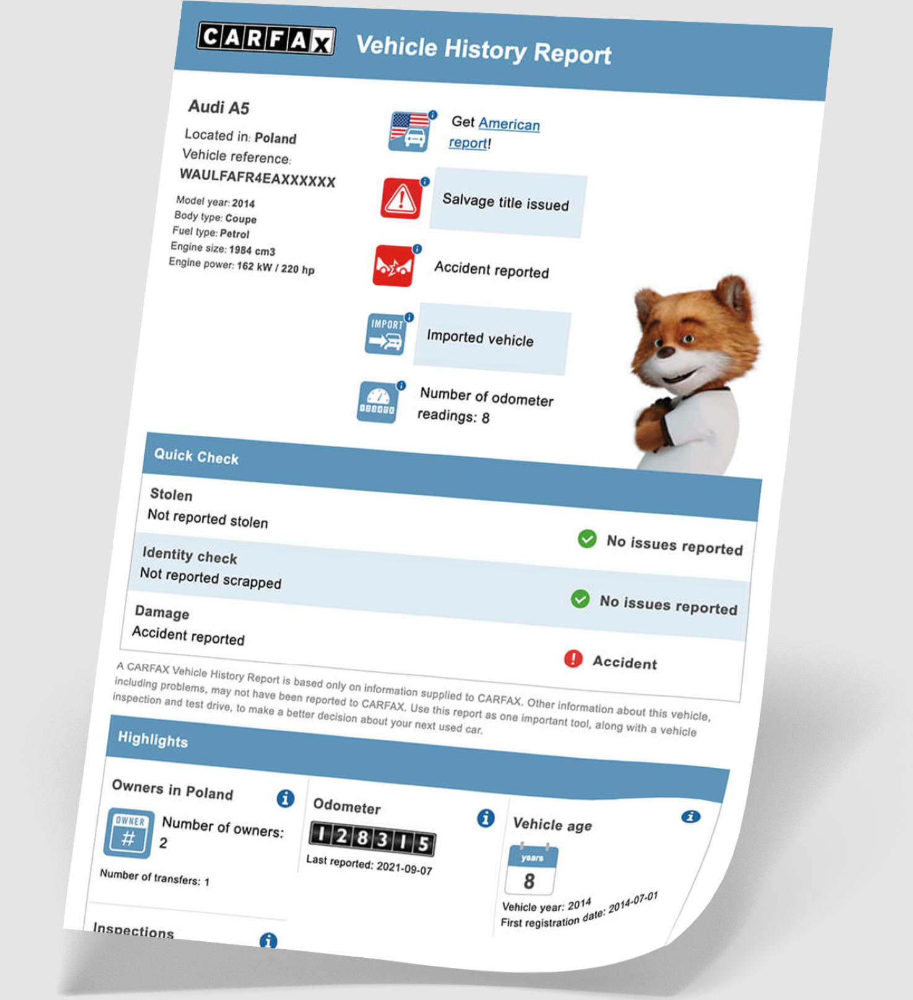 CARFAX
Vehicle History Report
Audi A5
Located in: Poland
Vehicle reference:
WAULFAFR4EAXXXXXX
Model year: 2014
Body type: Coupe
Fuel type: Petrol
Engine size: 1984 cm3
Engine power: 162 kW / 220 hp
Get American
report!
Salvage title issued
Accident reported
IMPORT
Imported vehicle
Number of odometer
readings: 8
Quick Check
Stolen
Not reported stolen
No issues reported
Identity check
Not reported scrapped
No issues reported
Damage
Accident reported
Accident
A CARFAX Vehicle History Report is based only on information supplied to CARFAX. Other information about this vehicle,
including problems, may not have been reported to CARFAX. Use this report as one important tool, along with a vehicle
inspection and test drive, to make a better decision about your next used car.
Highlights
Owners in Poland
OWNER
#
Number of owners:
2
Number of transfers: 1
Odometer
128315
Last reported: 2021-09-07
Vehicle age
years
8
Vehicle year: 2014
First registration date: 2014-07-01
Inspections